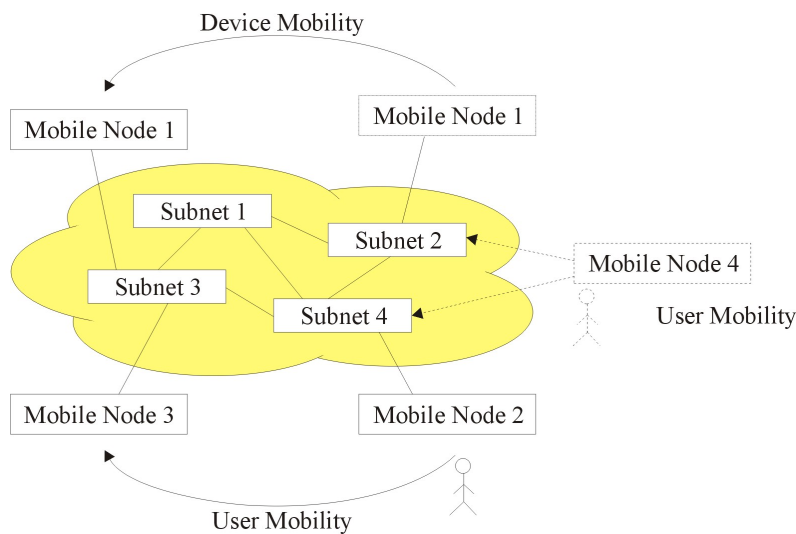 Device Mobility
Mobile Node 1
Mobile Node 1
Subnet 1
Subnet 2
Mobile Node 4
Subnet 3
Subnet 4
User Mobility
Mobile Node 3
Mobile Node 2
User Mobility